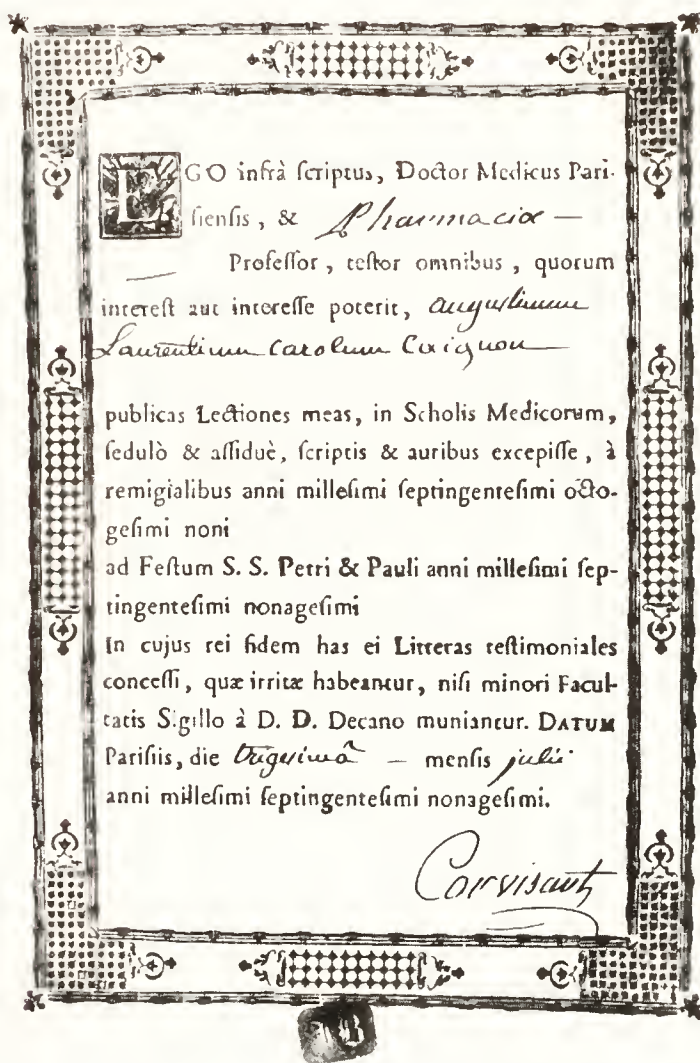 EGO infrà ſcriptus, Doctor Medicus Pari-
ſienſis, & Pharmaciæ —
Profeſſor, teſtor omnibus, quorum
intereſt aut intereſſe poterit, augustinum
Laurentium Carolum Coignon
publicas Lectiones meas, in Scholis Medicorum,
ſedulò & aſſiduè, ſcriptis & auribus excepiſſe, à
remigialibus anni milleſimi ſeptingenteſimi octo-
geſimi noni
ad Feſtum S. S. Petri & Pauli anni milleſimi ſep-
tingenteſimi nonageſimi
In cujus rei fidem has ei Litteras teſtimoniales
conceſſi, quæ irritæ habeantur, niſi minori Facul-
tatis Sigillo à D. D. Decano muniantur. DATUM
Pariſiis, die trigesimâ — menſis julii
anni milleſimi ſeptingenteſimi nonageſimi.
Corvisart